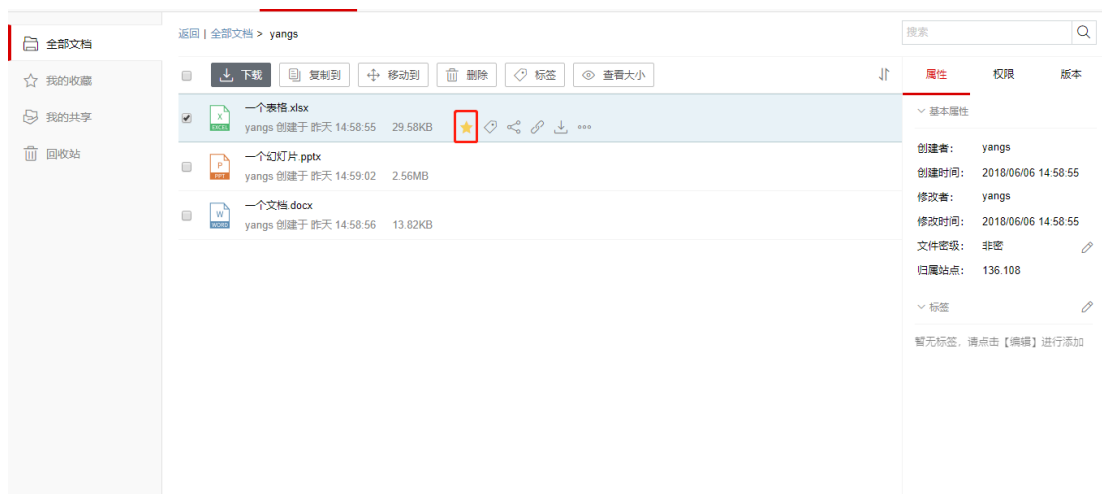 全部文档
我的收藏
我的共享
回收站
返回 | 全部文档 > yangs
下载 复制到 移动到 删除 标签 查看大小
X
EXCEL
一个表格.xlsx
yangs 创建于 昨天 14:58:55 29.58KB
P
PPT
一个幻灯片.pptx
yangs 创建于 昨天 14:59:02 2.56MB
W
WORD
一个文档.docx
yangs 创建于 昨天 14:58:56 13.82KB
搜索
属性 权限 版本
基本属性
创建者: yangs
创建时间: 2018/06/06 14:58:55
修改者: yangs
修改时间: 2018/06/06 14:58:55
文件密级: 非密
归属站点: 136.108
标签
暂无标签，请点击【编辑】进行添加